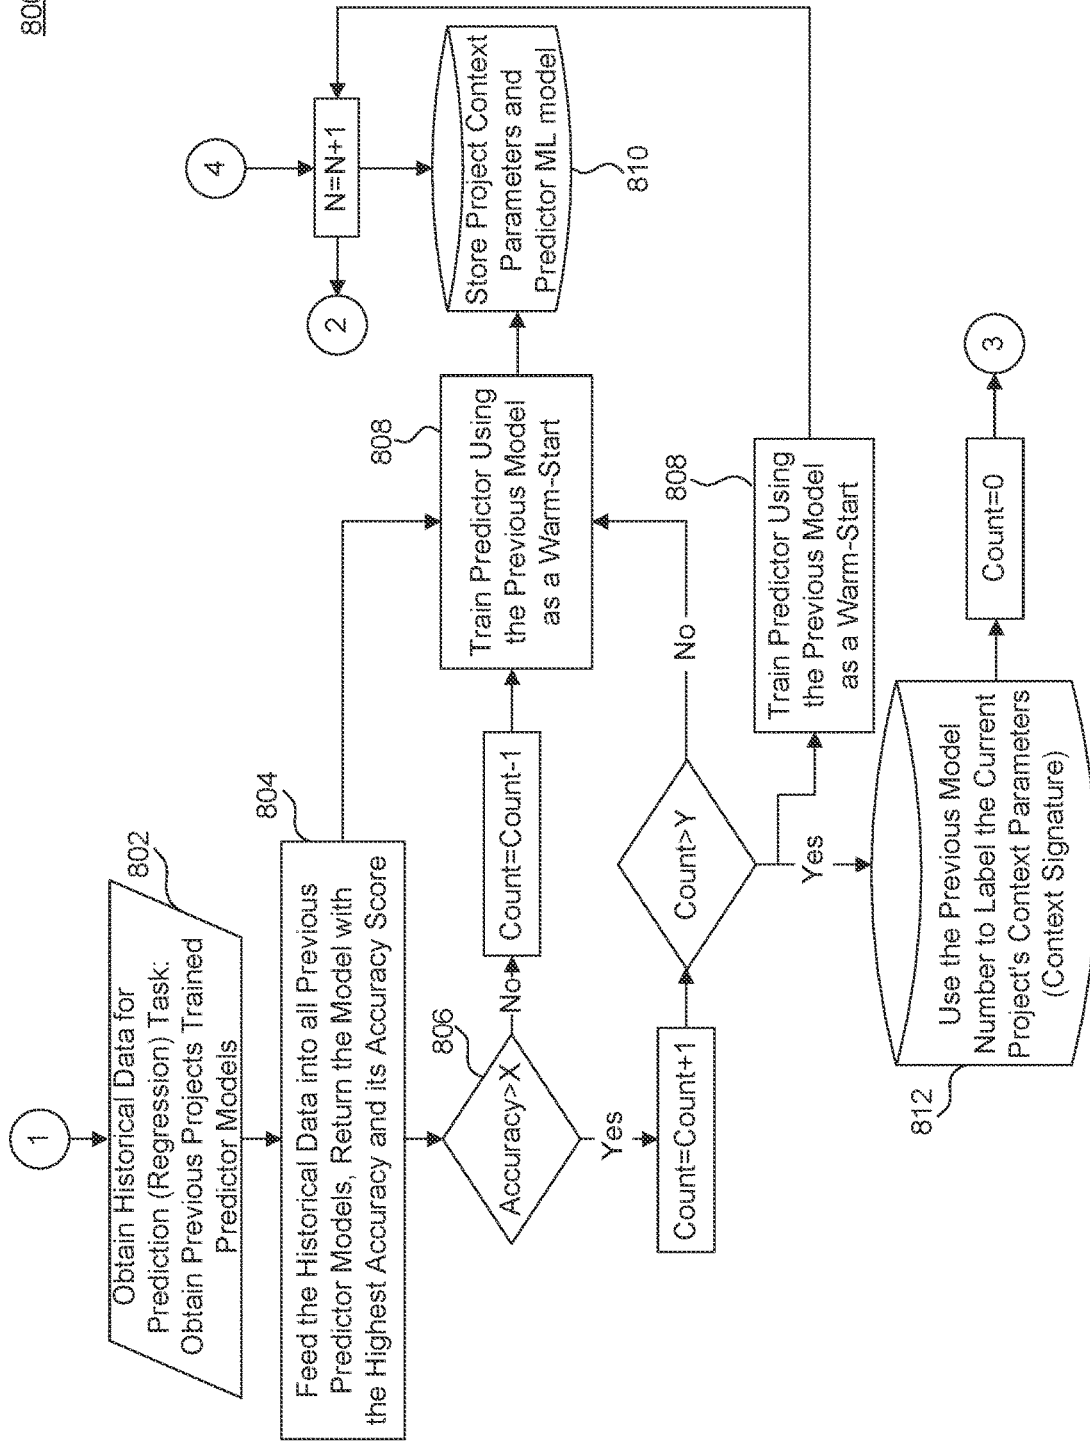 800
1
Obtain Historical Data for
Prediction (Regression) Task:
Obtain Previous Projects Trained
Predictor Models
802
Feed the Historical Data into all Previous
Predictor Models, Return the Model with
the Highest Accuracy and its Accuracy Score
804
Accuracy>X
806
No
Count=Count-1
Yes
Count=Count+1
Count>Y
No
Yes
Train Predictor Using
the Previous Model
as a Warm-Start
808
Train Predictor Using
the Previous Model
as a Warm-Start
808
Store Project Context
Parameters and
Predictor ML model
810
4
N=N+1
2
Use the Previous Model
Number to Label the Current
Project's Context Parameters
(Context Signature)
812
Count=0
3